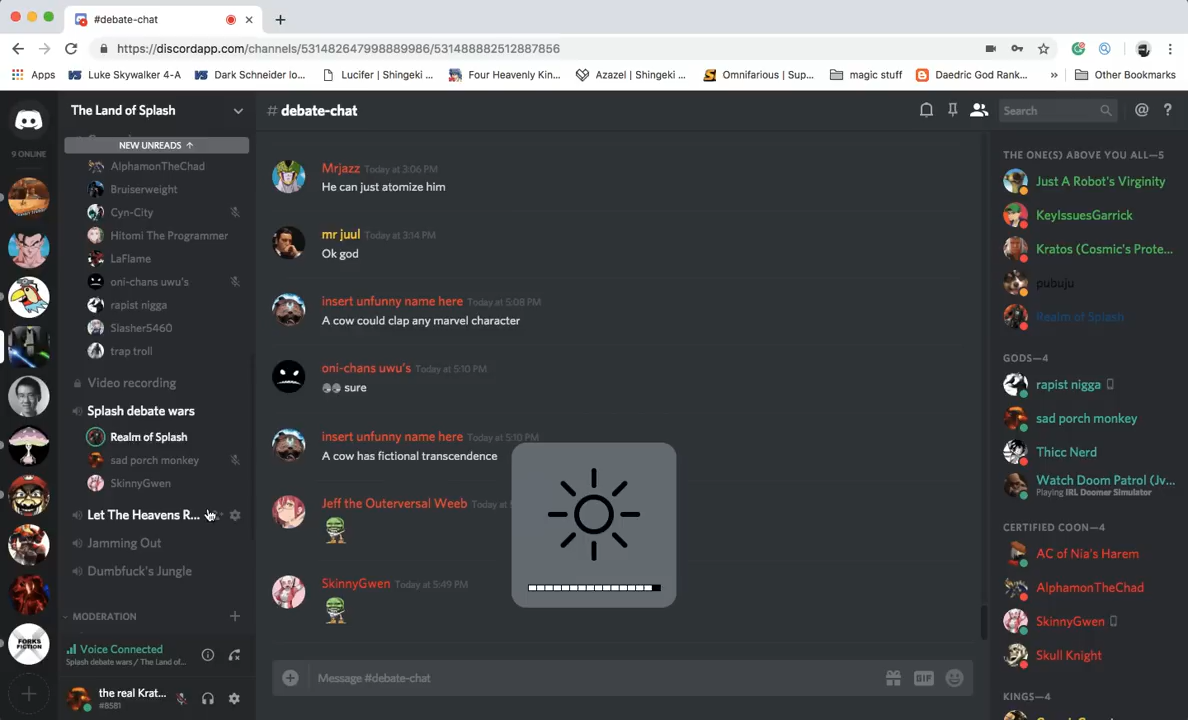 #debate-chat
https://discordapp.com/channels/531482647998889986/531488882512887856
Apps
Luke Skywalker 4-A
Dark Schneider lo...
Lucifer | Shingeki ...
Four Heavenly Kin...
Azazel | Shingeki ...
Omnifarious | Sup...
magic stuff
Daedric God Rank...
»
Other Bookmarks
9 ONLINE
FORKS
FICTION
The Land of Splash
NEW UNREADS ↑
AlphamonTheChad
Bruiserweight
Cyn-City
Hitomi The Programmer
LaFlame
oni-chans uwu's
rapist nigga
Slasher5460
trap troll
Video recording
Splash debate wars
Realm of Splash
sad porch monkey
SkinnyGwen
Let The Heavens R...
Jamming Out
Dumbfuck's Jungle
MODERATION
Voice Connected
Splash debate wars / The Land of...
the real Krat...
#8581
# debate-chat
Search
Mrjazz Today at 3:06 PM
He can just atomize him
mr juul Today at 3:14 PM
Ok god
insert unfunny name here Today at 5:08 PM
A cow could clap any marvel character
oni-chans uwu's Today at 5:10 PM
sure
insert unfunny name here Today at 5:10 PM
A cow has fictional transcendence
Jeff the Outerversal Weeb Today at
SkinnyGwen Today at 5:49 PM
Message #debate-chat
GIF
THE ONE(S) ABOVE YOU ALL—5
Just A Robot's Virginity
KeyIssuesGarrick
Kratos (Cosmic's Prote...
pubuju
Realm of Splash
GODS—4
rapist nigga
sad porch monkey
Thicc Nerd
Watch Doom Patrol (Jv...
Playing IRL Doomer Simulator
CERTIFIED COON—4
AC of Nia's Harem
AlphamonTheChad
SkinnyGwen
Skull Knight
KINGS—4